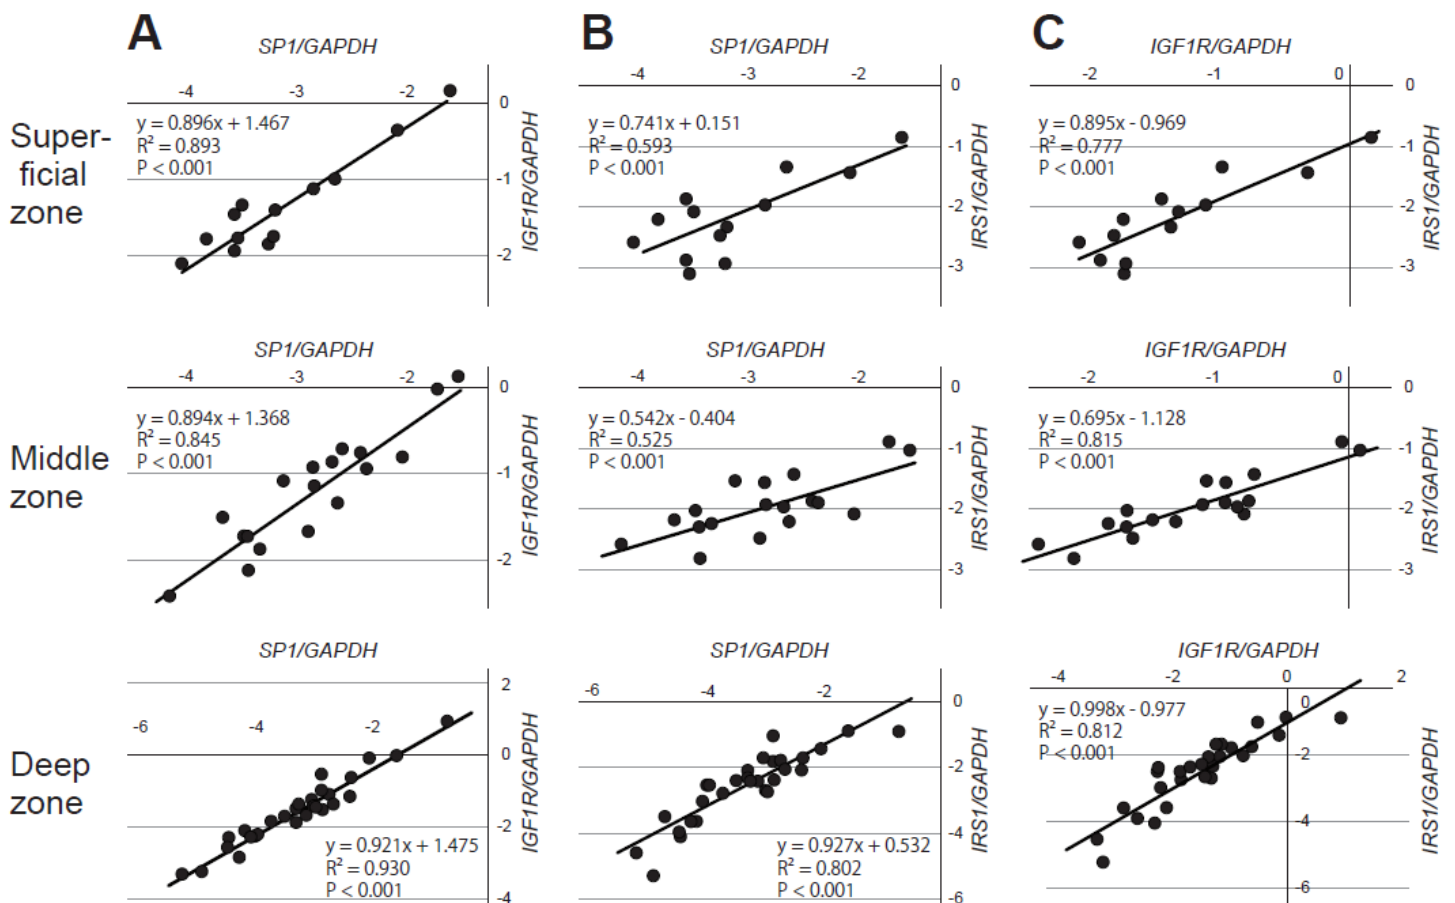 A
B
C
SP1/GAPDH
SP1/GAPDH
IGF1R/GAPDH
Super-
ficial
zone
-4 -3 -2
0
-1
-2
y = 0.896x + 1.467
R² = 0.893
P < 0.001
IGF1R/GAPDH
-4 -3 -2
0
-1
-2
-3
y = 0.741x + 0.151
R² = 0.593
P < 0.001
IRS1/GAPDH
-2 -1 0
0
-1
-2
-3
y = 0.895x - 0.969
R² = 0.777
P < 0.001
IRS1/GAPDH
Middle
zone
SP1/GAPDH
-4 -3 -2
0
-1
-2
y = 0.894x + 1.368
R² = 0.845
P < 0.001
IGF1R/GAPDH
SP1/GAPDH
-4 -3 -2
0
-1
-2
-3
y = 0.542x - 0.404
R² = 0.525
P < 0.001
IRS1/GAPDH
IGF1R/GAPDH
-2 -1 0
0
-1
-2
-3
y = 0.695x - 1.128
R² = 0.815
P < 0.001
IRS1/GAPDH
Deep
zone
SP1/GAPDH
-6 -4 -2
2
0
-2
-4
y = 0.921x + 1.475
R² = 0.930
P < 0.001
IGF1R/GAPDH
SP1/GAPDH
-6 -4 -2
0
-2
-4
-6
y = 0.927x + 0.532
R² = 0.802
P < 0.001
IRS1/GAPDH
IGF1R/GAPDH
-4 -2 0 2
0
-2
-4
-6
y = 0.998x - 0.977
R² = 0.812
P < 0.001
IRS1/GAPDH